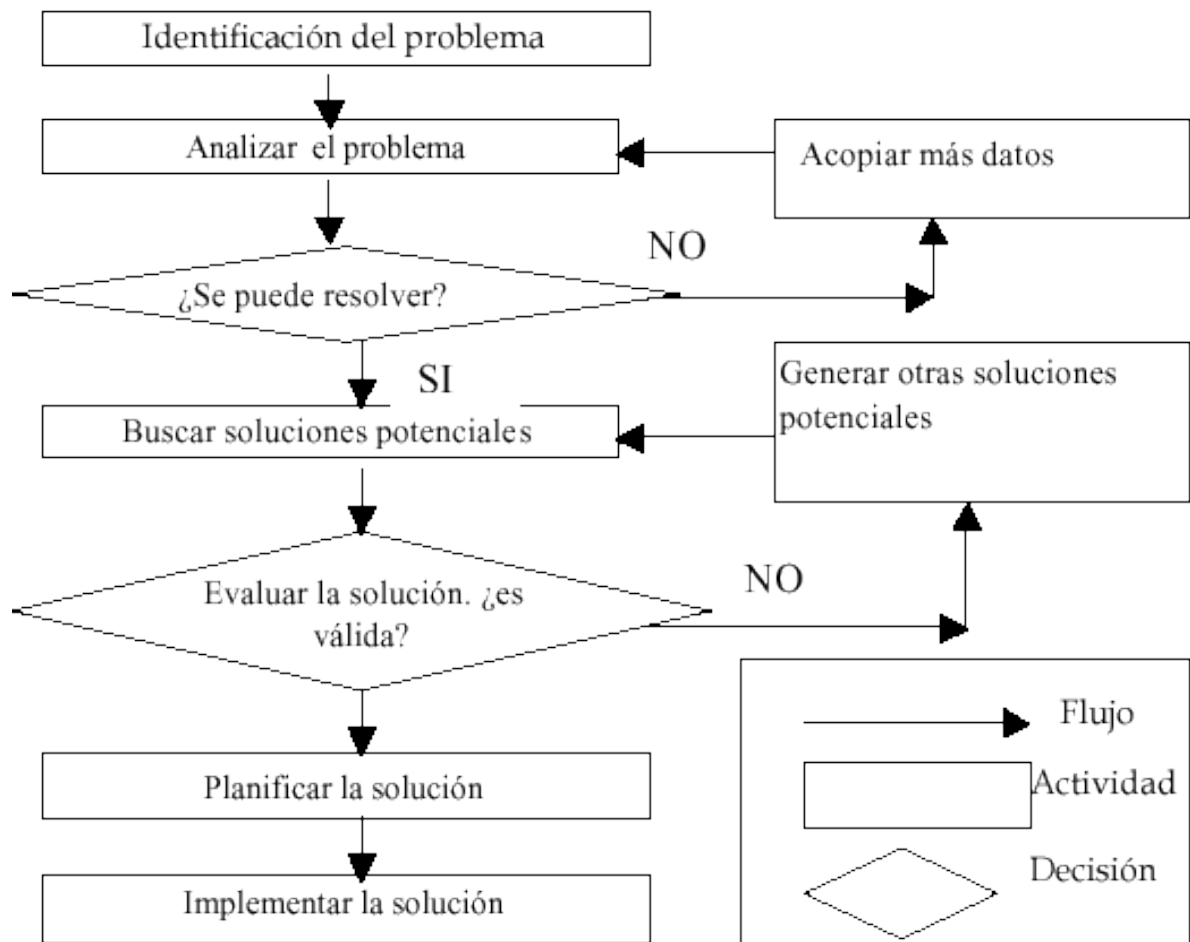 Identificación del problema
Analizar el problema
Acopiar más datos
NO
¿Se puede resolver?
SI
Generar otras soluciones
potenciales
Buscar soluciones potenciales
NO
Evaluar la solución. ¿es
válida?
Planificar la solución
Implementar la solución
Flujo
Actividad
Decisión